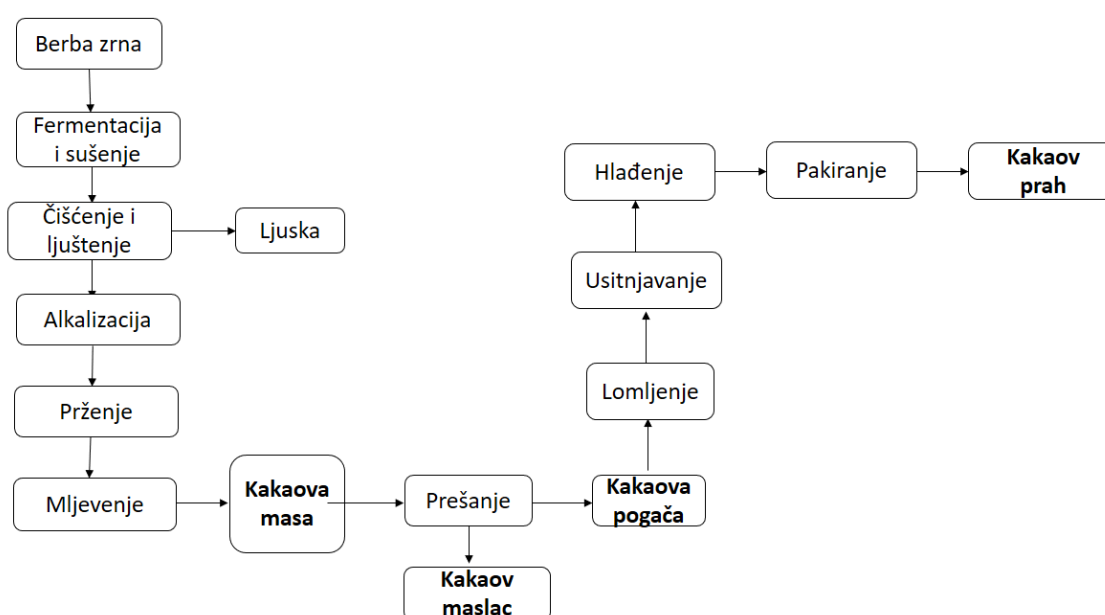 Berba zrna
Fermentacija
i sušenje
Čišćenje i
ljuštenje
Ljuska
Alkalizacija
Prženje
Mljevenje
Kakaova
masa
Prešanje
Kakaov
maslac
Kakaova
pogača
Lomljenje
Usitnjavanje
Hlađenje
Pakiranje
Kakaov
prah